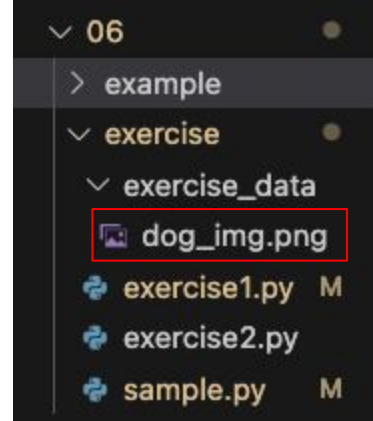 06
example
exercise
exercise_data
dog_img.png
exercise1.py M
exercise2.py
sample.py M